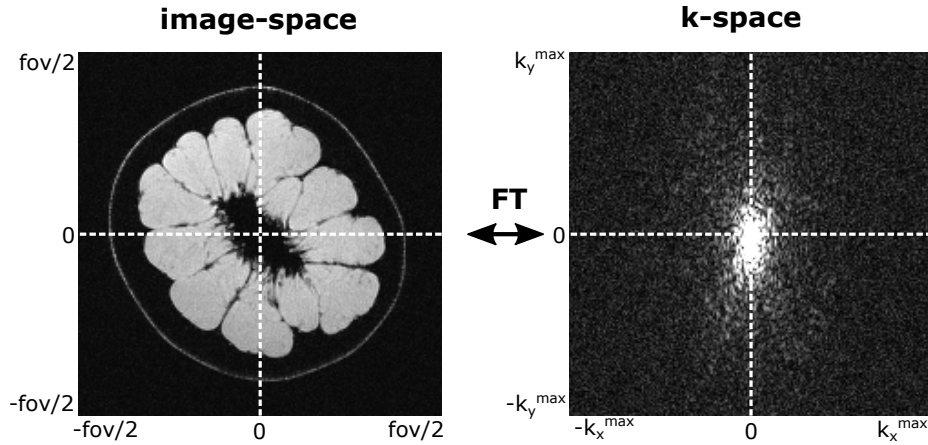 image-space
k-space
fov/2
0
-fov/2
-fov/2
0
fov/2
FT
k_y^max
0
-k_y^max
-k_x^max
0
k_x^max